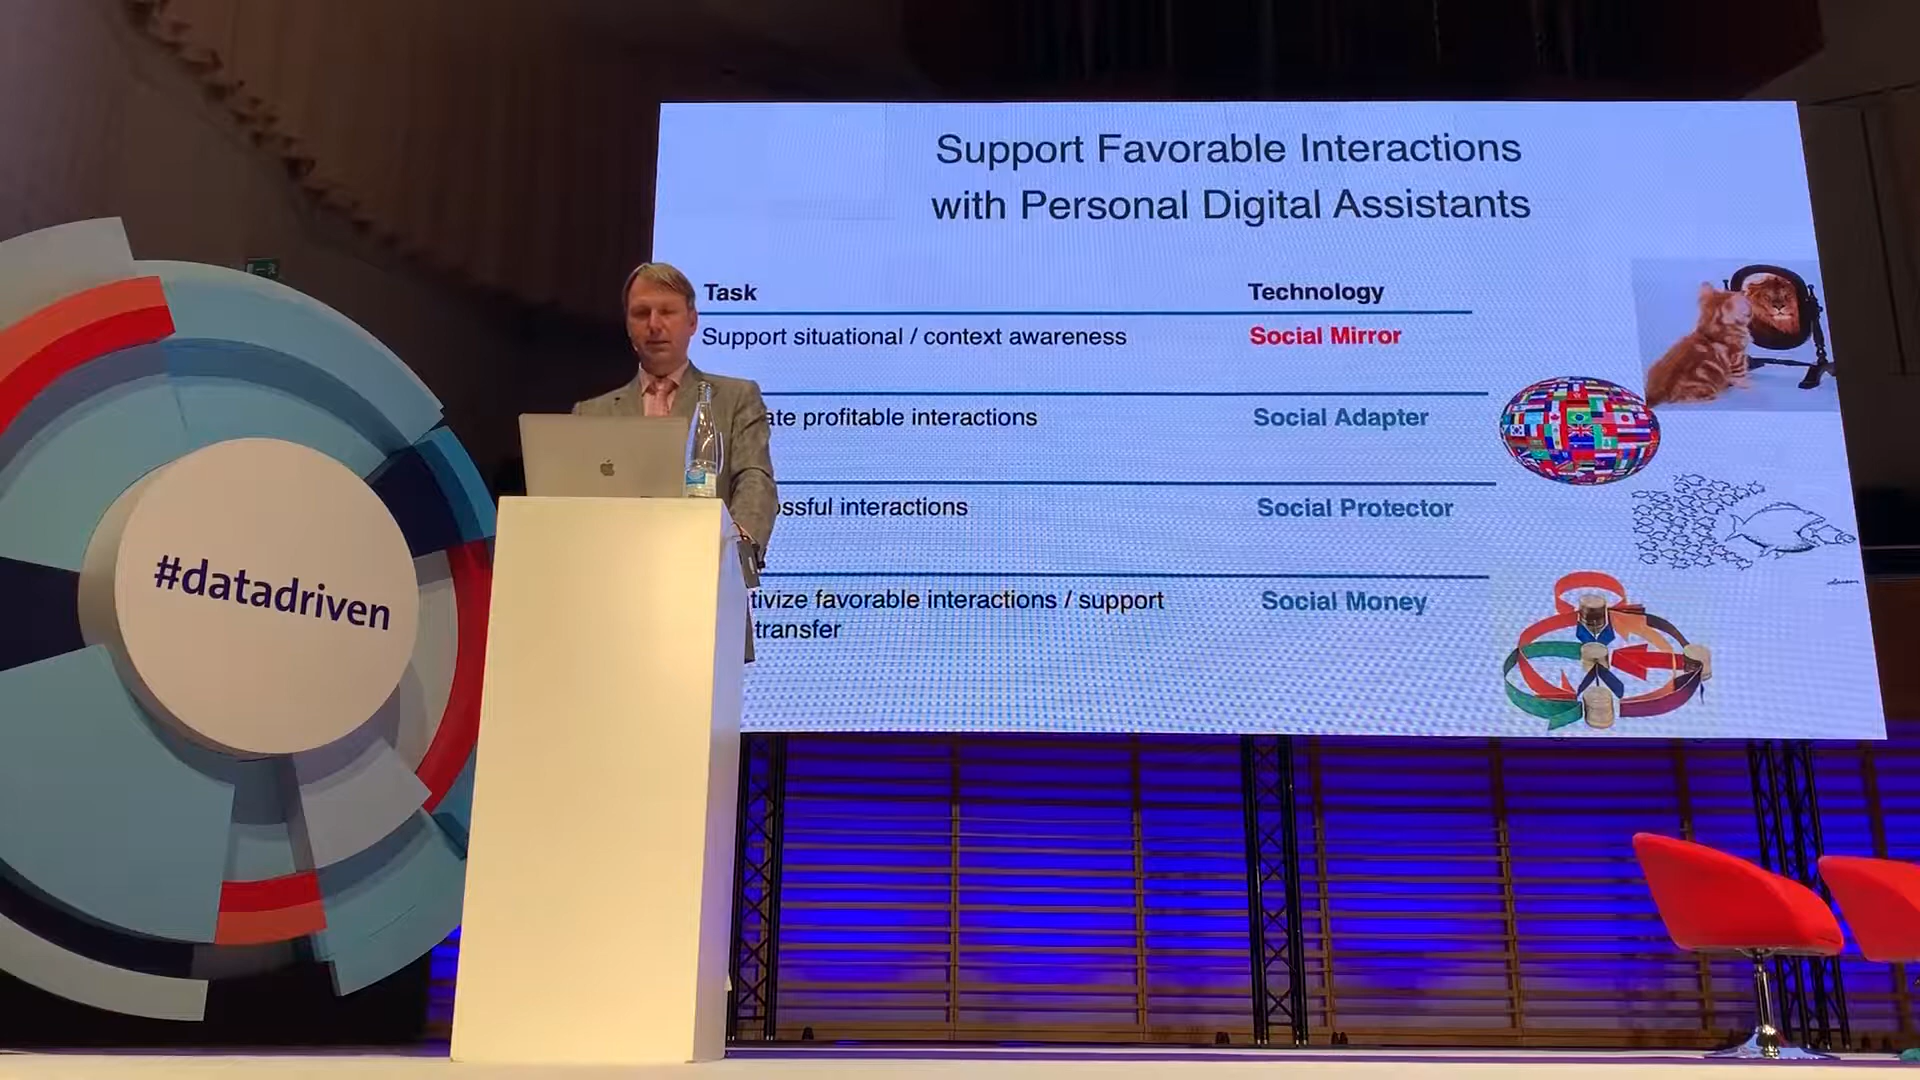 Support Favorable Interactions
with Personal Digital Assistants
Task Technology
Support situational / context awareness Social Mirror
ate profitable interactions Social Adapter
ssful interactions Social Protector
tivize favorable interactions / support Social Money
transfer
#datadriven